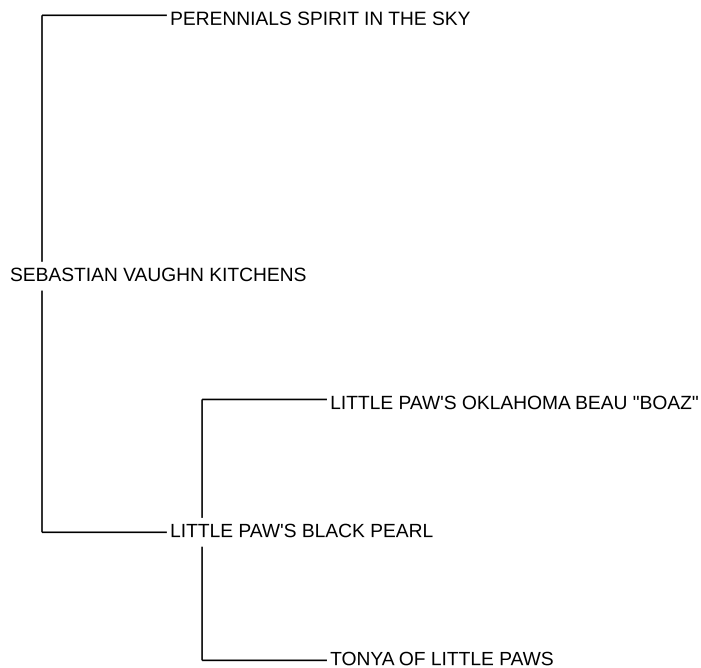 PERENNIALS SPIRIT IN THE SKY
SEBASTIAN VAUGHN KITCHENS
LITTLE PAW'S OKLAHOMA BEAU "BOAZ"
LITTLE PAW'S BLACK PEARL
TONYA OF LITTLE PAWS